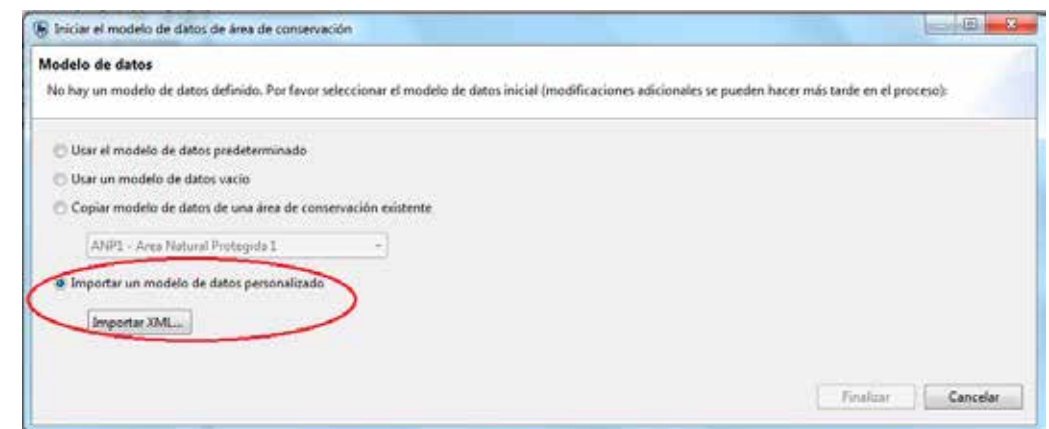 Iniciar el modelo de datos de área de conservación
Modelo de datos
No hay un modelo de datos definido. Por favor seleccionar el modelo de datos inicial (modificaciones adicionales se pueden hacer más tarde en el proceso):
Usar el modelo de datos predeterminado
Usar un modelo de datos vacío
Copiar modelo de datos de una área de conservación existente
ANP1 - Area Natural Protegida 1
Importar un modelo de datos personalizado
Importar XML...
Finalizar Cancelar